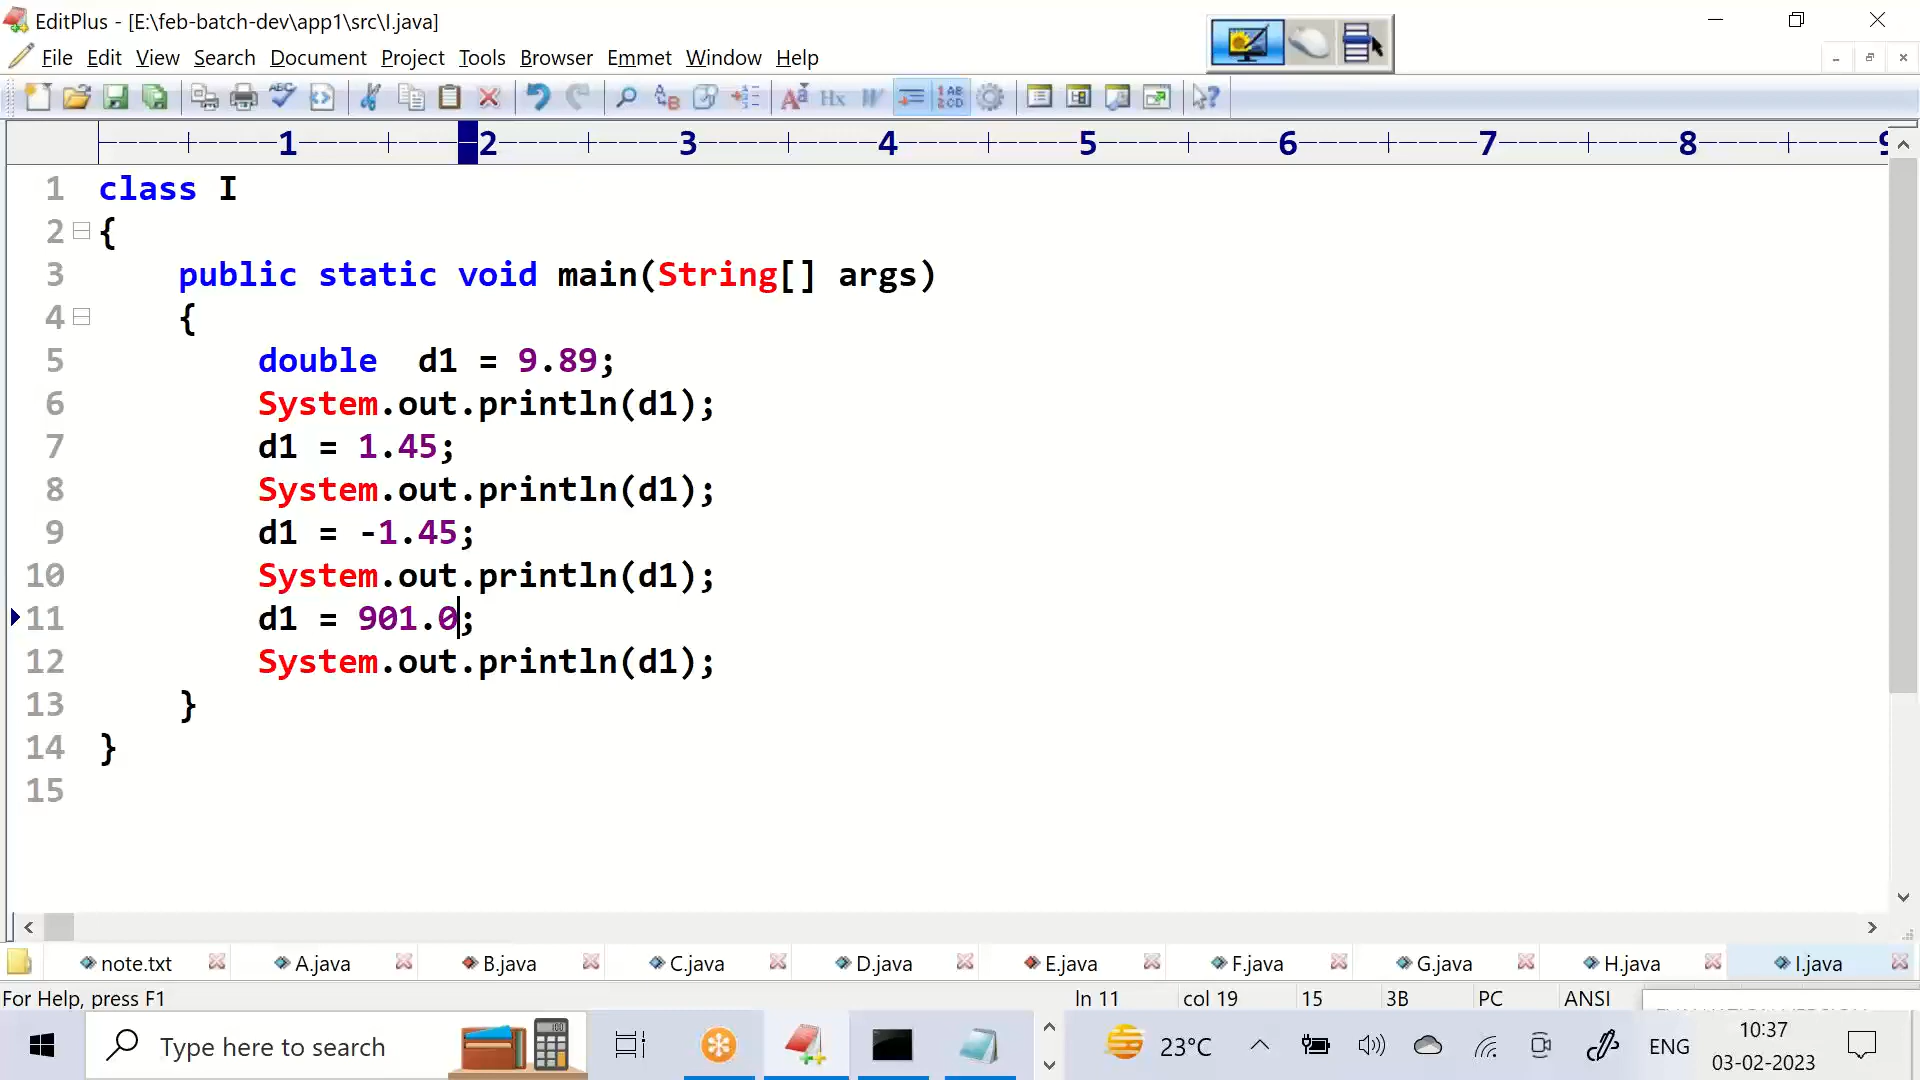 EditPlus - [E:\feb-batch-dev\app1\src\I.java]
File Edit View Search Document Project Tools Browser Emmet Window Help
1 2 3 4 5 6 7 8 9
1 class I
2 {
3 public static void main(String[] args)
4 {
5 double  d1 = 9.89;
6 System.out.println(d1);
7 d1 = 1.45;
8 System.out.println(d1);
9 d1 = -1.45;
10 System.out.println(d1);
11 d1 = 901.0;
12 System.out.println(d1);
13 }
14 }
15
note.txt A.java B.java C.java D.java E.java F.java G.java H.java I.java
For Help, press F1 ln 11 col 19 15 3B PC ANSI
Type here to search 23°C ENG 10:37
03-02-2023